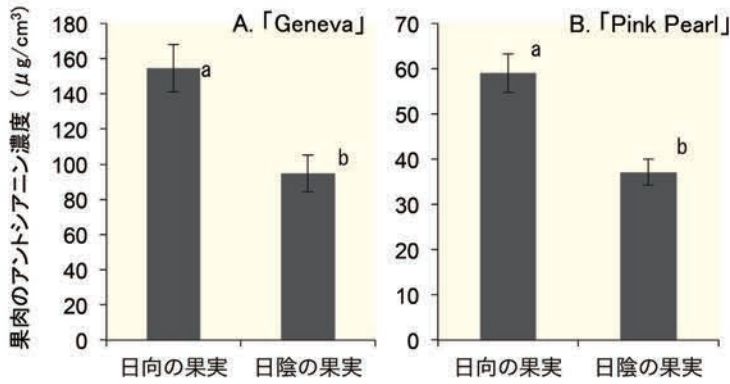 果肉のアントシアニン濃度 (μg/cm³)
A. 「Geneva」
180
160
140
120
100
80
60
40
20
0
a
b
日向の果実
日陰の果実
B. 「Pink Pearl」
70
60
50
40
30
20
10
0
a
b
日向の果実
日陰の果実